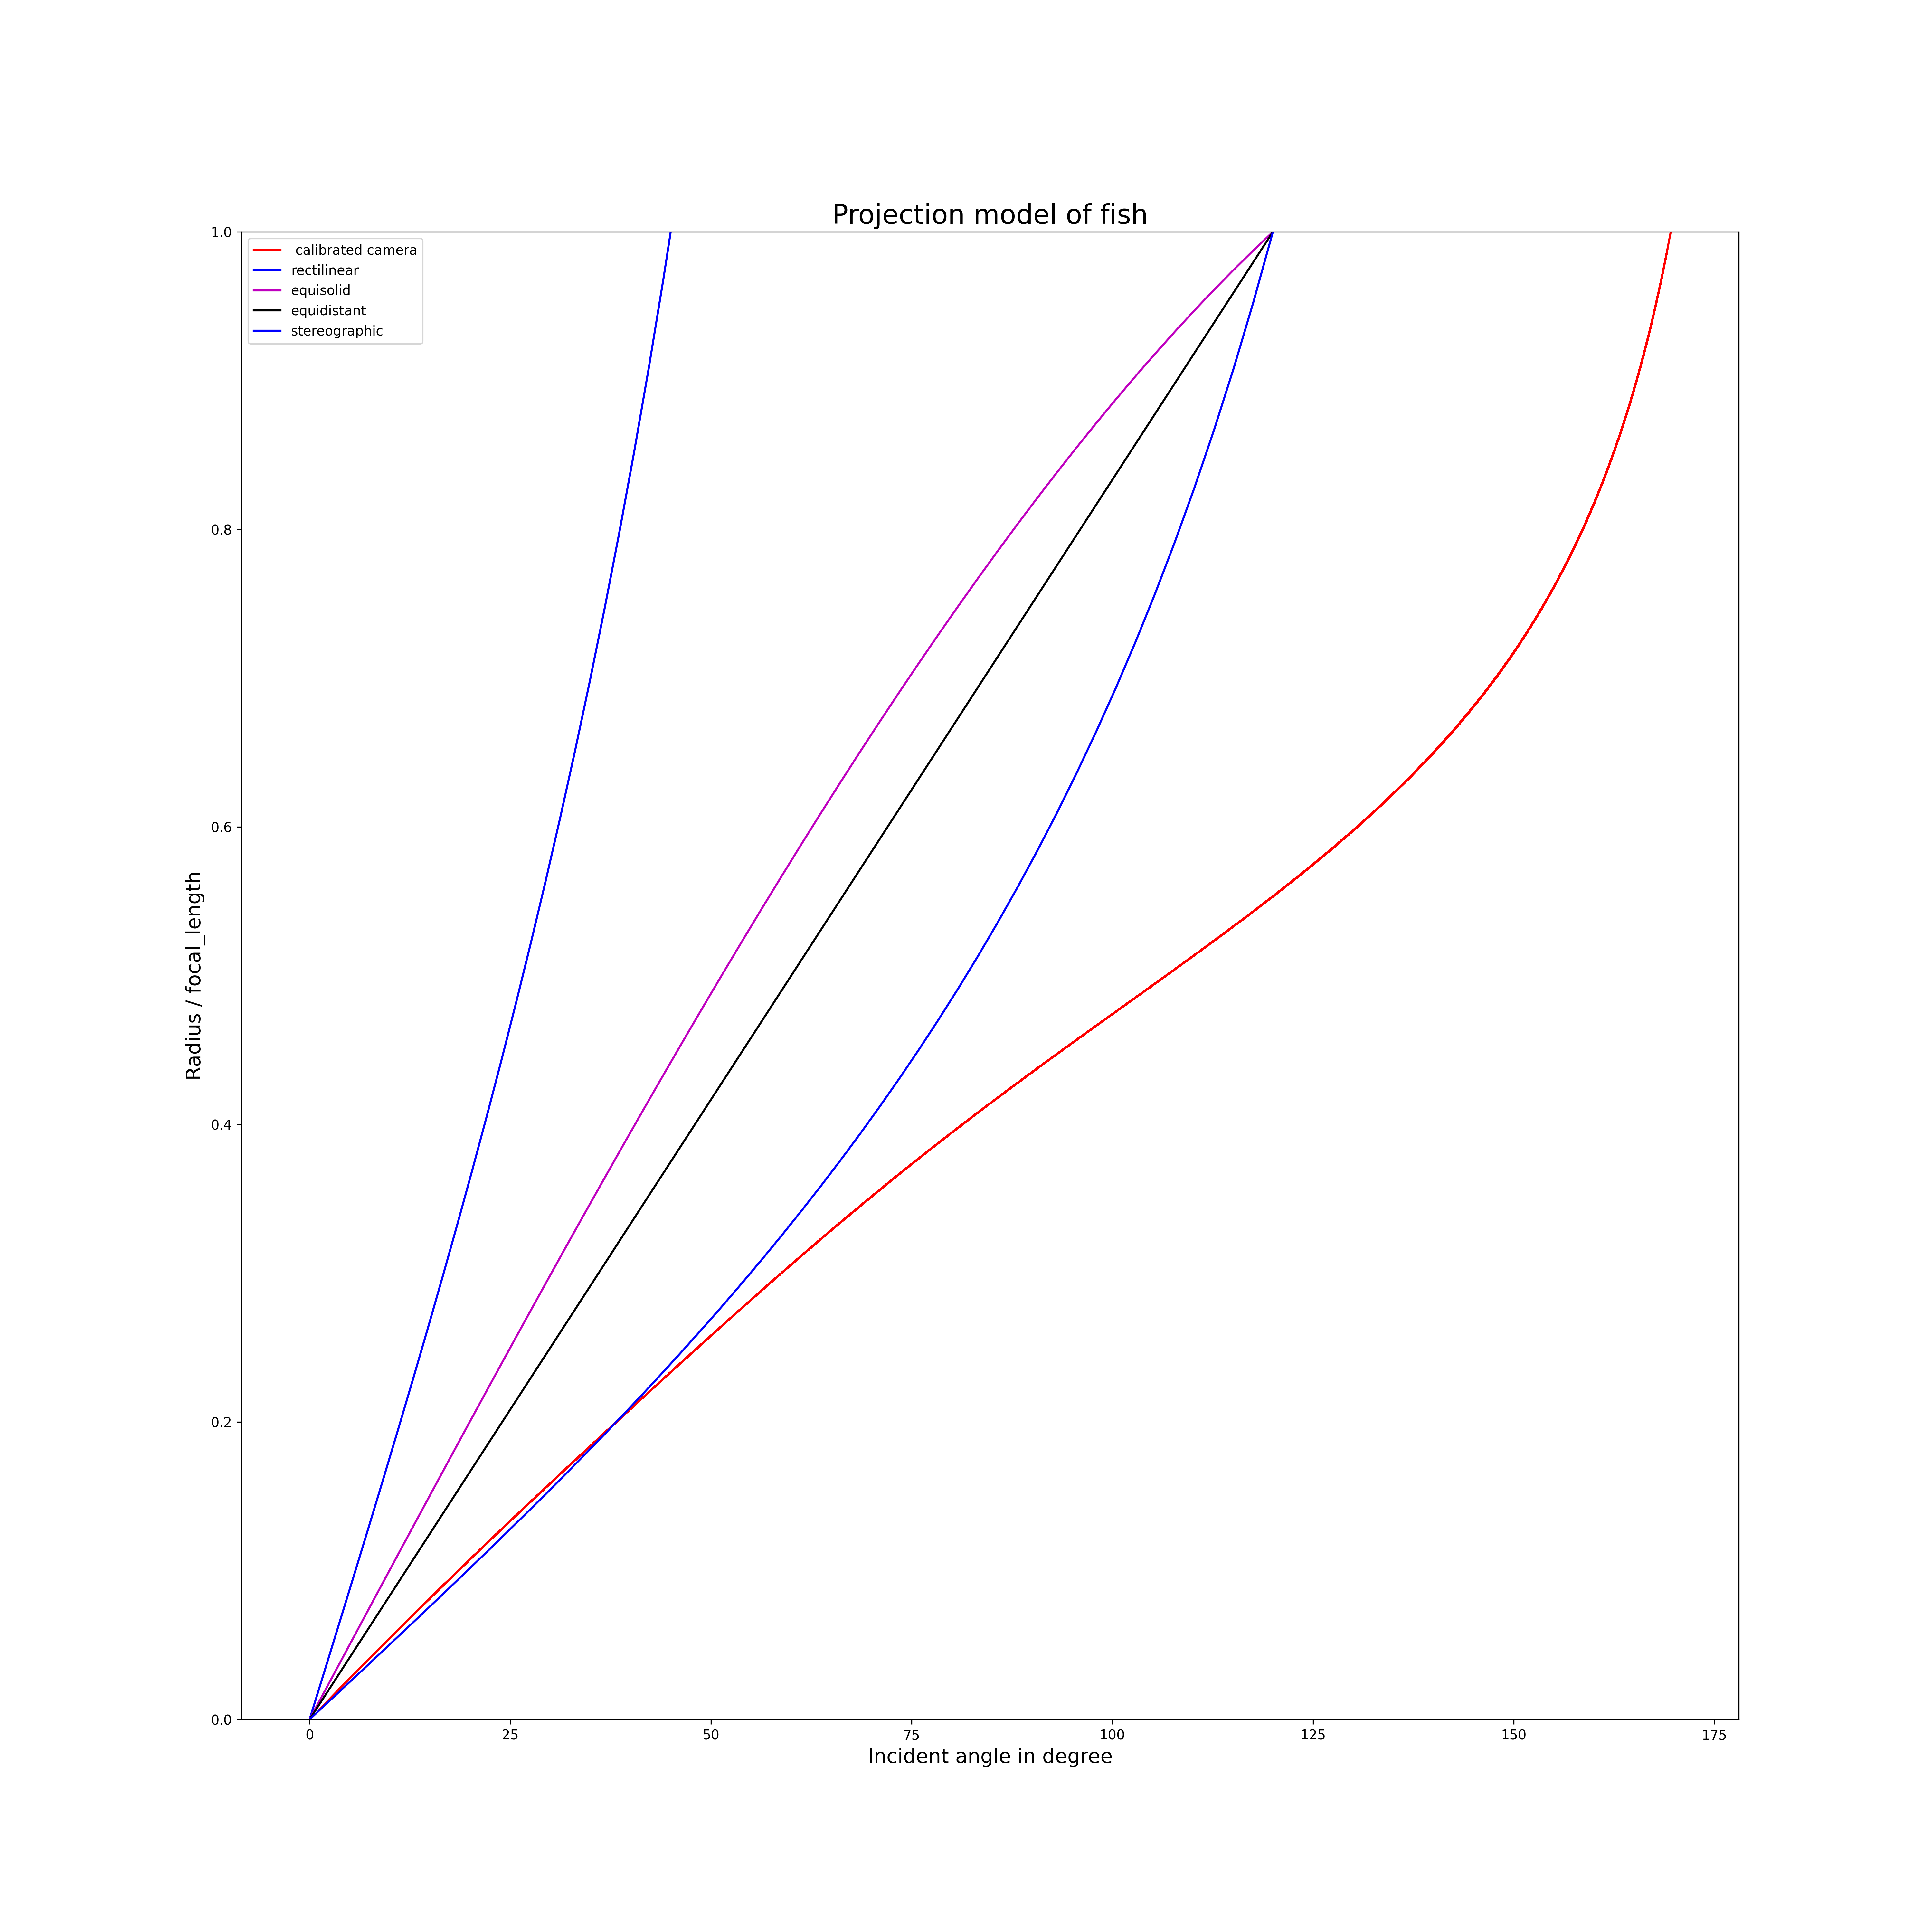 Projection model of fish
calibrated camera
rectilinear
equisolid
equidistant
stereographic
1.0
0.8
0.6
0.4
0.2
0.0
Radius / focal_length
0 25 50 75 100 125 150 175
Incident angle in degree